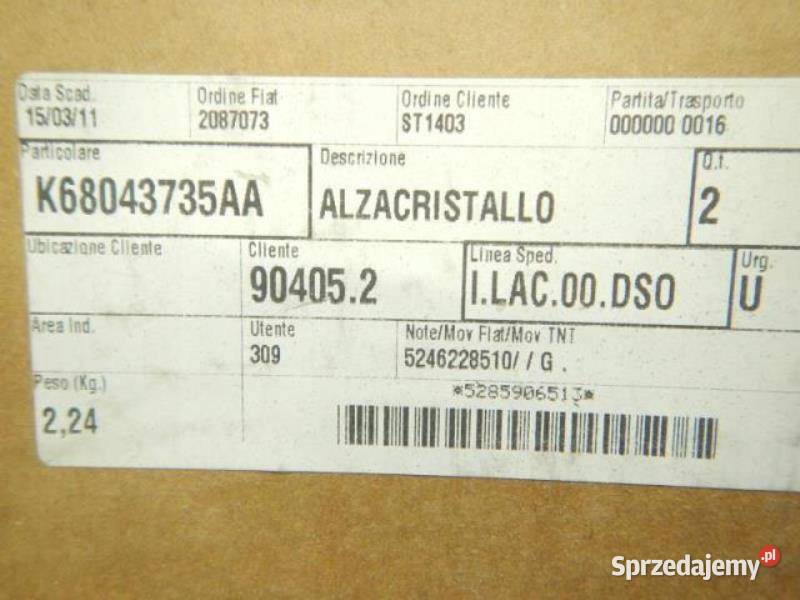 Data Scad. Ordine Fiat Ordine Cliente Partita/Trasporto
15/03/11 2087073 ST1403 000000 0016
Particolare Descrizione Q.t.
K68043735AA ALZACRISTALLO 2
Ubicazione Cliente Cliente Linea Sped. Urg.
90405.2 I.LAC.00.DSO U
Area Ind. Utente Note/Mov Fiat/Mov TNT
309 5246228510/ / G .
Peso (Kg.) *5285906513*
2,24
Sprzedajemy.pl